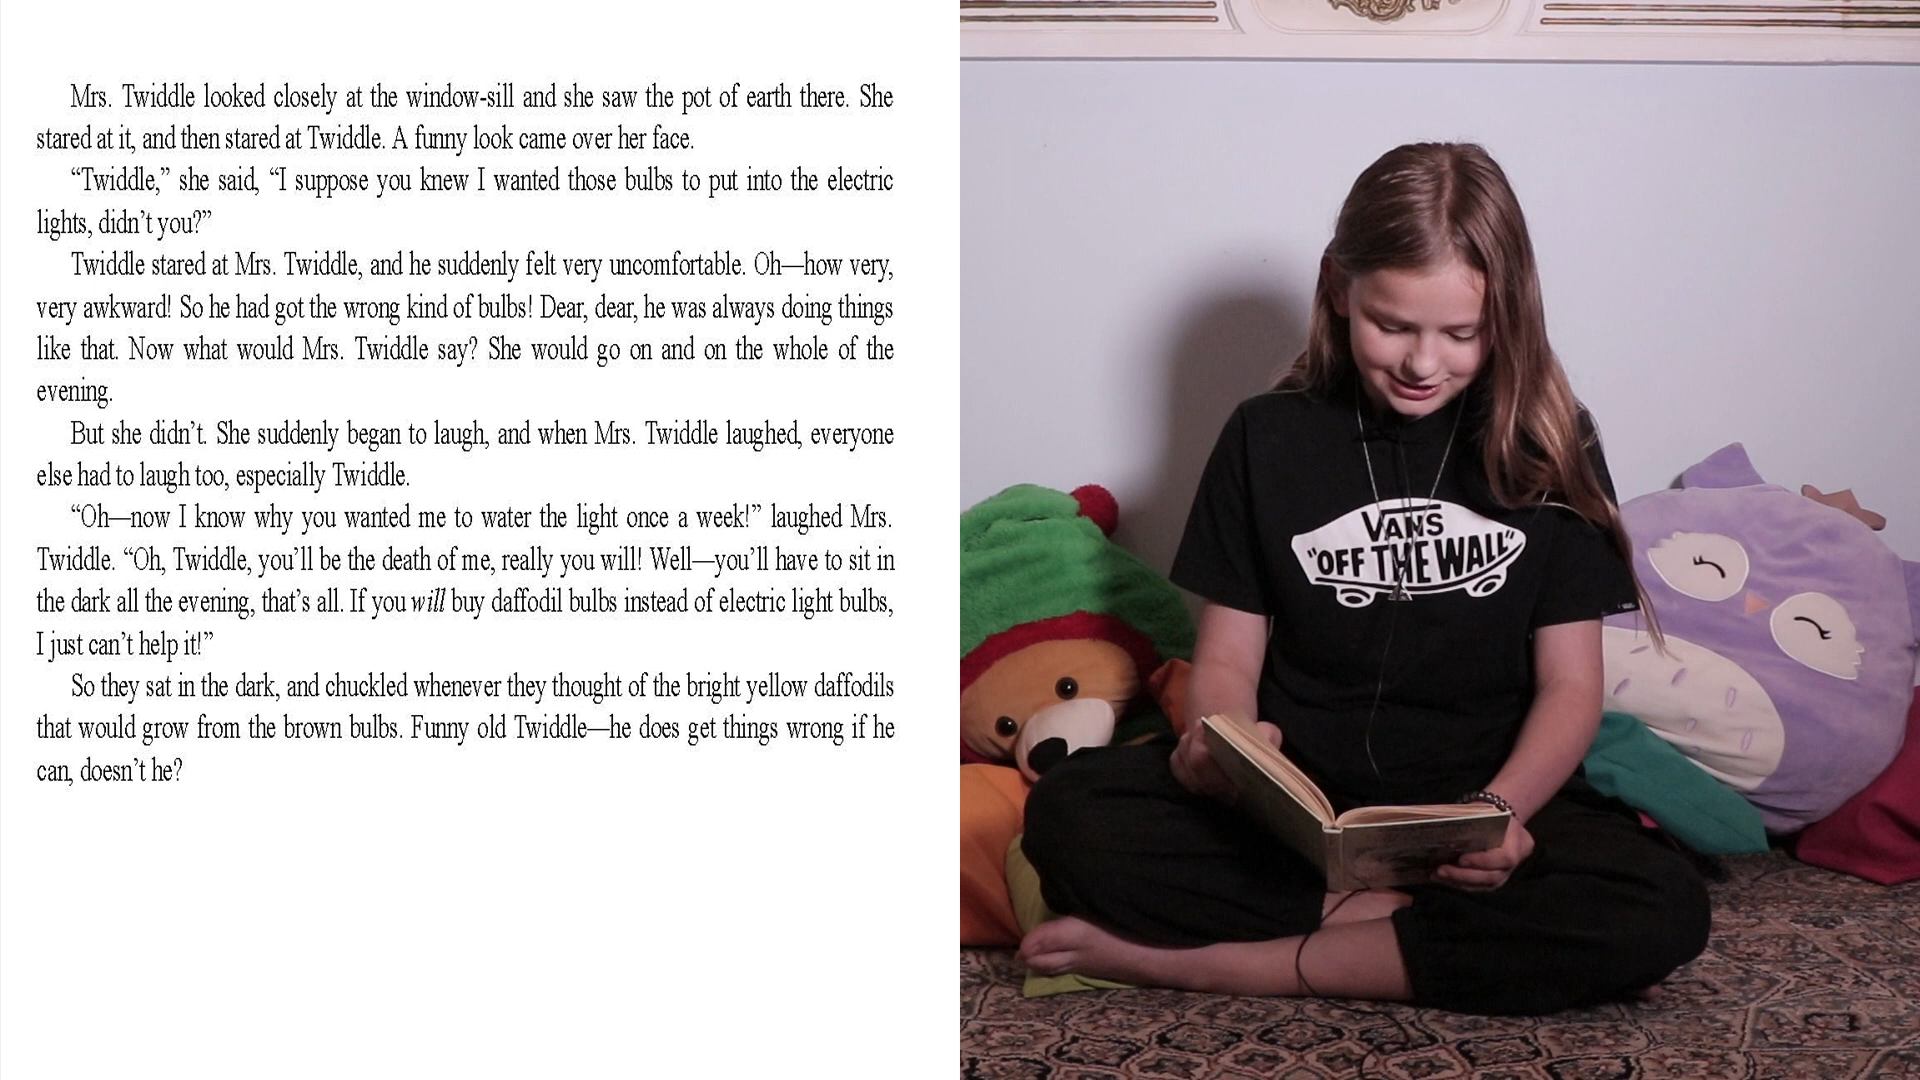 Mrs. Twiddle looked closely at the window-sill and she saw the pot of earth there. She
stared at it, and then stared at Twiddle. A funny look came over her face.
“Twiddle,” she said, “I suppose you knew I wanted those bulbs to put into the electric
lights, didn’t you?”
Twiddle stared at Mrs. Twiddle, and he suddenly felt very uncomfortable. Oh—how very,
very awkward! So he had got the wrong kind of bulbs! Dear, dear, he was always doing things
like that. Now what would Mrs. Twiddle say? She would go on and on the whole of the
evening.
But she didn’t. She suddenly began to laugh, and when Mrs. Twiddle laughed, everyone
else had to laugh too, especially Twiddle.
“Oh—now I know why you wanted me to water the light once a week!” laughed Mrs.
Twiddle. “Oh, Twiddle, you’ll be the death of me, really you will! Well—you’ll have to sit in
the dark all the evening, that’s all. If you will buy daffodil bulbs instead of electric light bulbs,
I just can’t help it!”
So they sat in the dark, and chuckled whenever they thought of the bright yellow daffodils
that would grow from the brown bulbs. Funny old Twiddle—he does get things wrong if he
can, doesn’t he?
VANS
"OFF THE WALL"